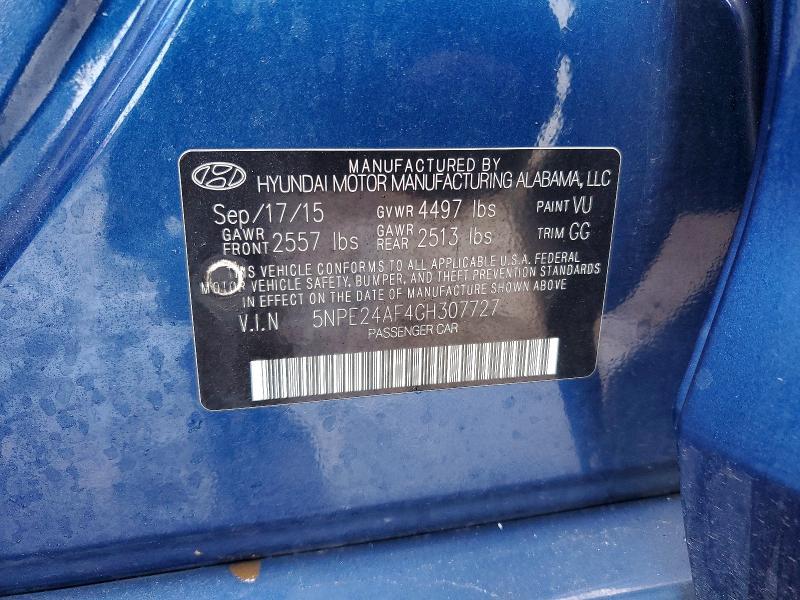 MANUFACTURED BY
HYUNDAI MOTOR MANUFACTURING ALABAMA, LLC
Sep/17/15 GVWR 4497 lbs PAINT VU
GAWR FRONT 2557 lbs GAWR REAR 2513 lbs TRIM GG
THIS VEHICLE CONFORMS TO ALL APPLICABLE U.S.A. FEDERAL
MOTOR VEHICLE SAFETY, BUMPER, AND THEFT PREVENTION STANDARDS
IN EFFECT ON THE DATE OF MANUFACTURE SHOWN ABOVE
V.I.N 5NPE24AF4GH307727
PASSENGER CAR